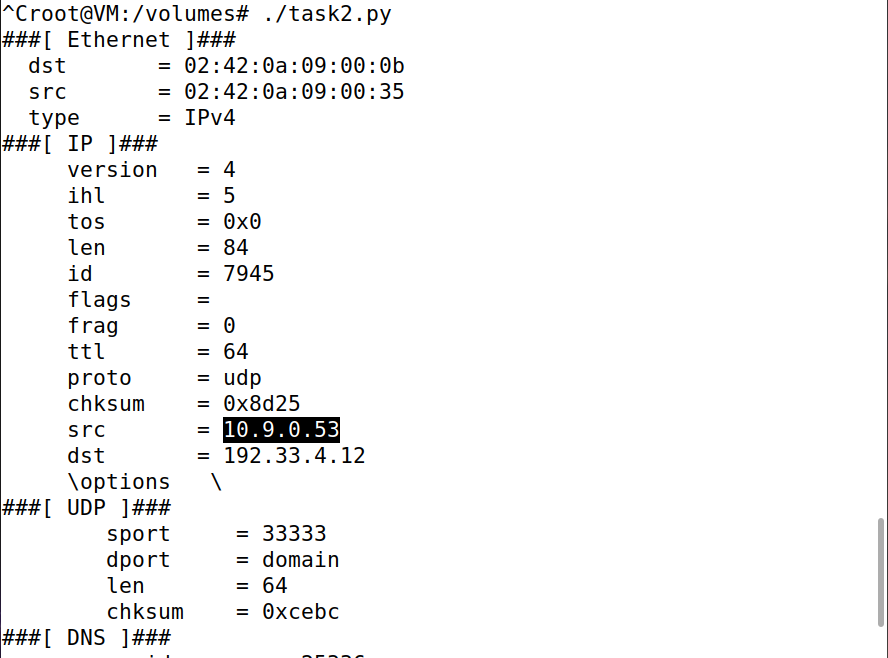 ^Croot@VM:/volumes# ./task2.py
###[ Ethernet ]###
  dst       = 02:42:0a:09:00:0b
  src       = 02:42:0a:09:00:35
  type      = IPv4
###[ IP ]###
     version   = 4
     ihl       = 5
     tos       = 0x0
     len       = 84
     id        = 7945
     flags     =
     frag      = 0
     ttl       = 64
     proto     = udp
     chksum    = 0x8d25
     src       = 10.9.0.53
     dst       = 192.33.4.12
     \options   \
###[ UDP ]###
        sport     = 33333
        dport     = domain
        len       = 64
        chksum    = 0xcebc
###[ DNS ]###